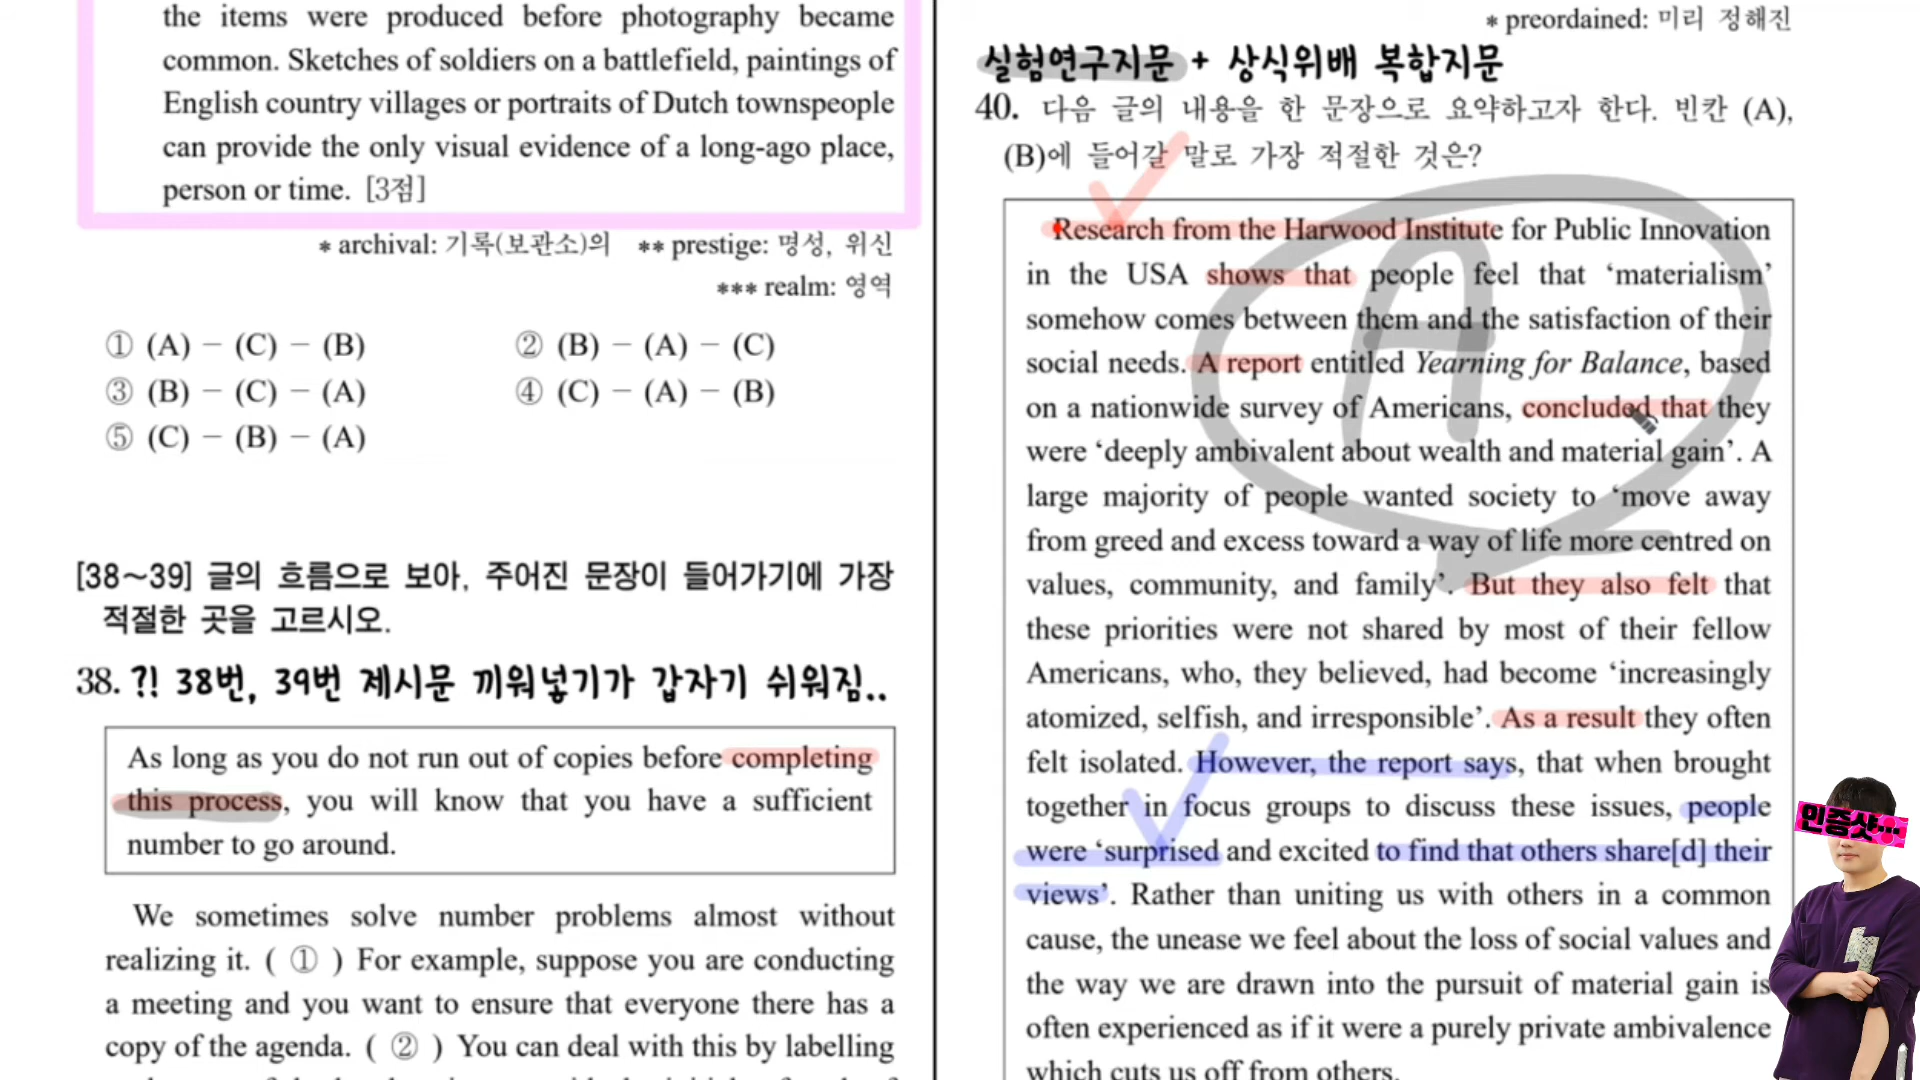 the items were produced before photography became
common. Sketches of soldiers on a battlefield, paintings of
English country villages or portraits of Dutch townspeople
can provide the only visual evidence of a long-ago place,
person or time. [3점]
* archival: 기록(보관소)의 ** prestige: 명성, 위신
*** realm: 영역
① (A) - (C) - (B) ② (B) - (A) - (C)
③ (B) - (C) - (A) ④ (C) - (A) - (B)
⑤ (C) - (B) - (A)
[38~39] 글의 흐름으로 보아, 주어진 문장이 들어가기에 가장
적절한 곳을 고르시오.
38. ?! 38번, 39번 제시문 끼워넣기가 갑자기 쉬워짐..
As long as you do not run out of copies before completing
this process, you will know that you have a sufficient
number to go around.
We sometimes solve number problems almost without
realizing it. ( ① ) For example, suppose you are conducting
a meeting and you want to ensure that everyone there has a
copy of the agenda. ( ② ) You can deal with this by labelling
* preordained: 미리 정해진
실험연구지문 + 상식위배 복합지문
40. 다음 글의 내용을 한 문장으로 요약하고자 한다. 빈칸 (A),
(B)에 들어갈 말로 가장 적절한 것은?
Research from the Harwood Institute for Public Innovation
in the USA shows that people feel that ‘materialism’
somehow comes between them and the satisfaction of their
social needs. A report entitled Yearning for Balance, based
on a nationwide survey of Americans, concluded that they
were ‘deeply ambivalent about wealth and material gain’. A
large majority of people wanted society to ‘move away
from greed and excess toward a way of life more centred on
values, community, and family’. But they also felt that
these priorities were not shared by most of their fellow
Americans, who, they believed, had become ‘increasingly
atomized, selfish, and irresponsible’. As a result they often
felt isolated. However, the report says, that when brought
together in focus groups to discuss these issues, people
were ‘surprised and excited to find that others share[d] their
views’. Rather than uniting us with others in a common
cause, the unease we feel about the loss of social values and
the way we are drawn into the pursuit of material gain is
often experienced as if it were a purely private ambivalence
which cuts us off from others.
A
인증샷...